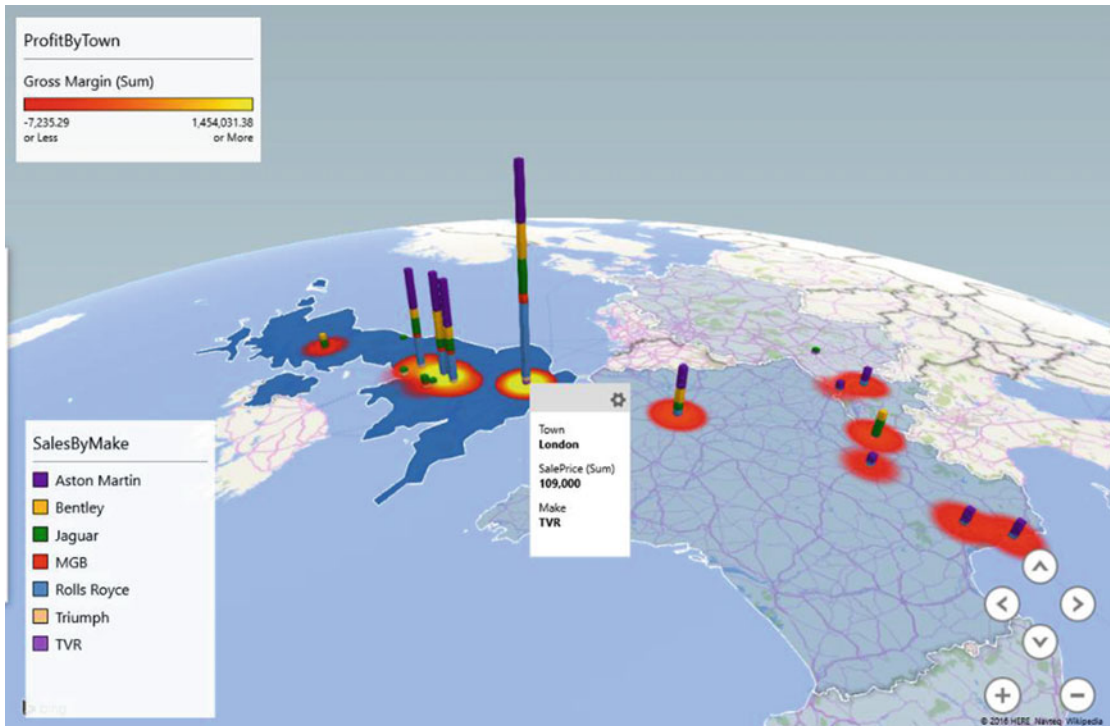 ProfitByTown
Gross Margin (Sum)
-7,235.29 1,454,031.38
or Less or More
Town
London
SalePrice (Sum)
109,000
Make
TVR
SalesByMake
Aston Martin
Bentley
Jaguar
MGB
Rolls Royce
Triumph
TVR
bing
© 2016 HERE Navteq Wikipedia